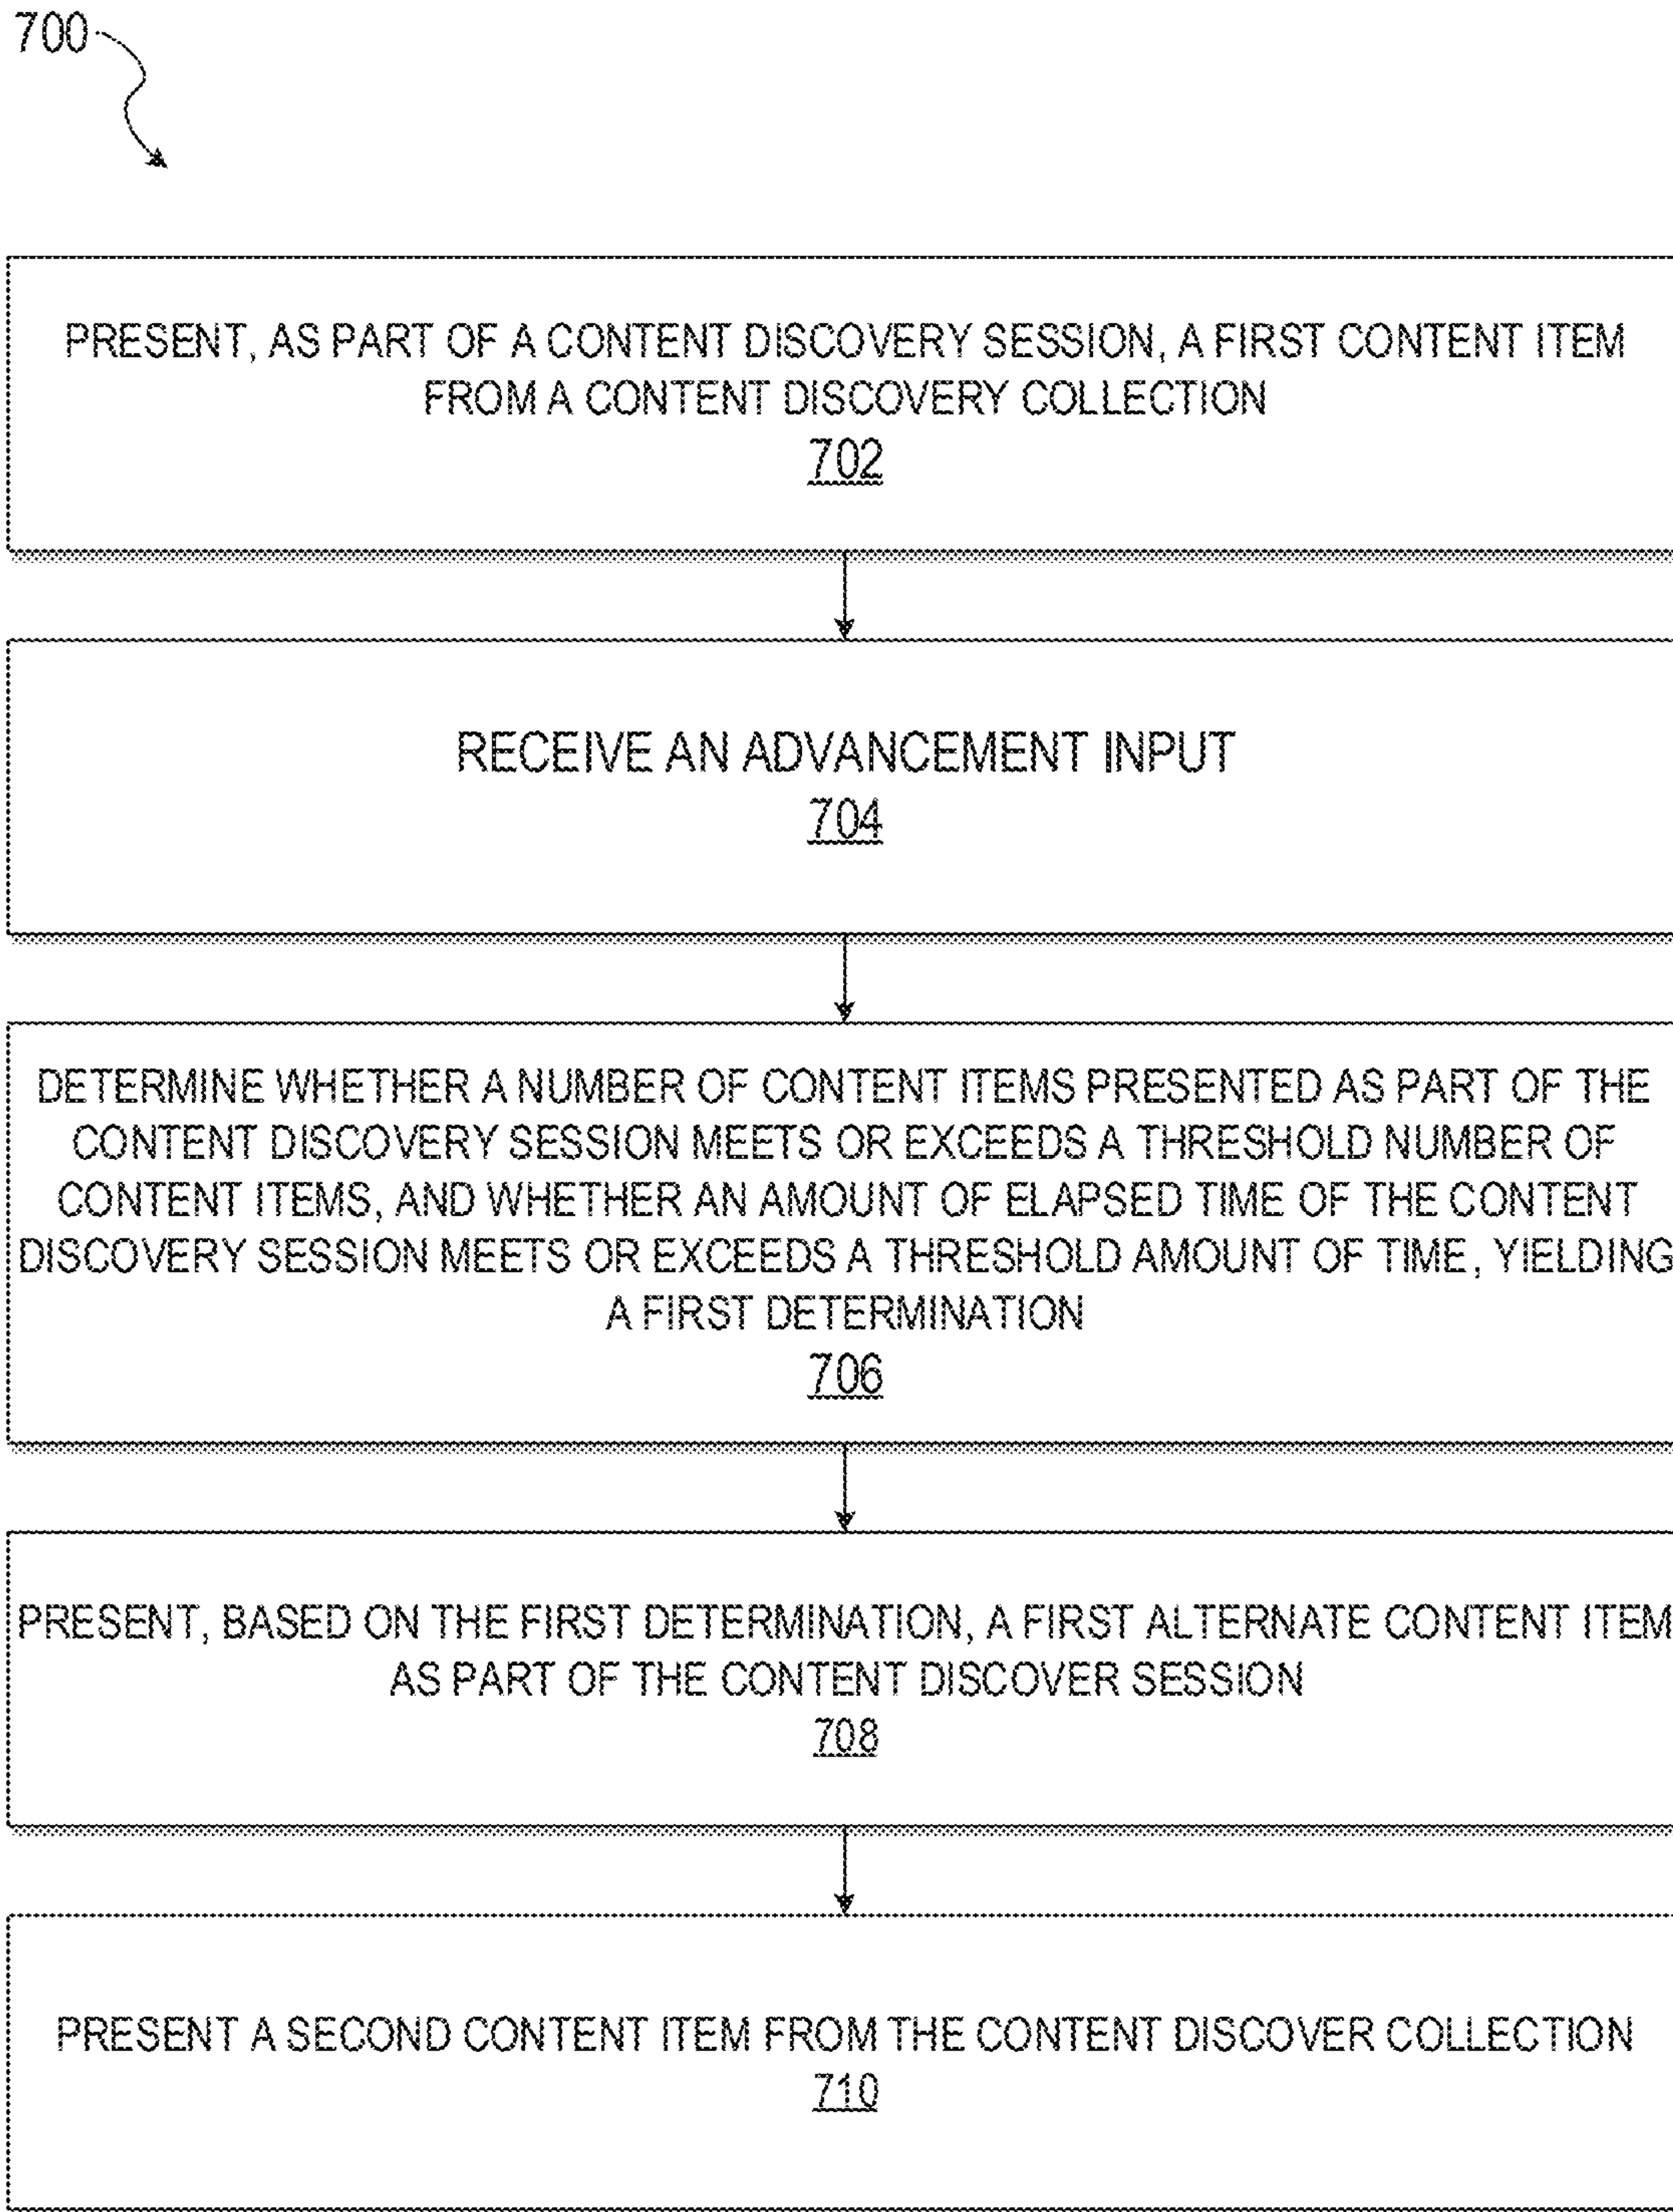 700
PRESENT, AS PART OF A CONTENT DISCOVERY SESSION, A FIRST CONTENT ITEM
FROM A CONTENT DISCOVERY COLLECTION
702
RECEIVE AN ADVANCEMENT INPUT
704
DETERMINE WHETHER A NUMBER OF CONTENT ITEMS PRESENTED AS PART OF THE
CONTENT DISCOVERY SESSION MEETS OR EXCEEDS A THRESHOLD NUMBER OF
CONTENT ITEMS, AND WHETHER AN AMOUNT OF ELAPSED TIME OF THE CONTENT
DISCOVERY SESSION MEETS OR EXCEEDS A THRESHOLD AMOUNT OF TIME, YIELDING
A FIRST DETERMINATION
706
PRESENT, BASED ON THE FIRST DETERMINATION, A FIRST ALTERNATE CONTENT ITEM
AS PART OF THE CONTENT DISCOVER SESSION
708
PRESENT A SECOND CONTENT ITEM FROM THE CONTENT DISCOVER COLLECTION
710